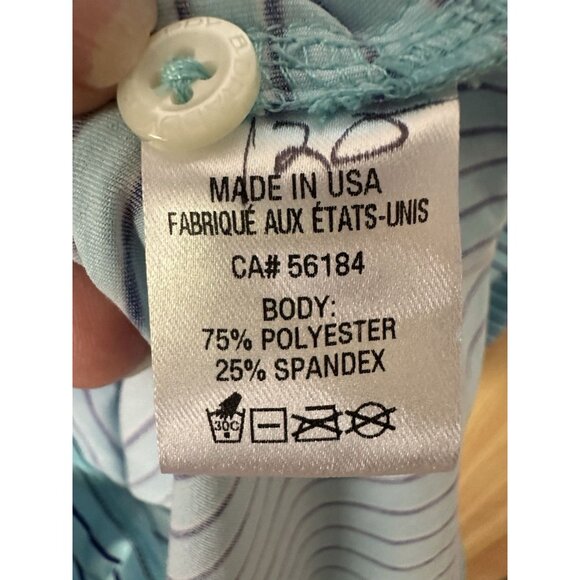 120
MADE IN USA
FABRIQUÉ AUX ÉTATS-UNIS
CA# 56184
BODY:
75% POLYESTER
25% SPANDEX
30C